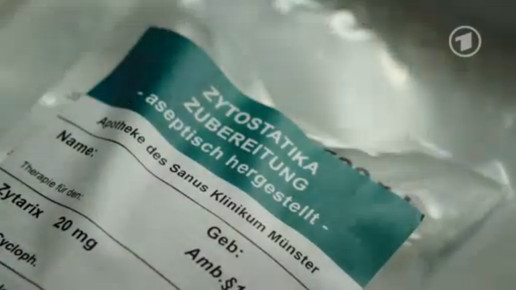 1
ZYTOSTATIKA
ZUBEREITUNG
- aseptisch hergestellt -
Apotheke des Sanus Klinikum Münster
Name:
Geb:
Therapie für den:
Amb.$1
Zytarix 20 mg
Cycloph.